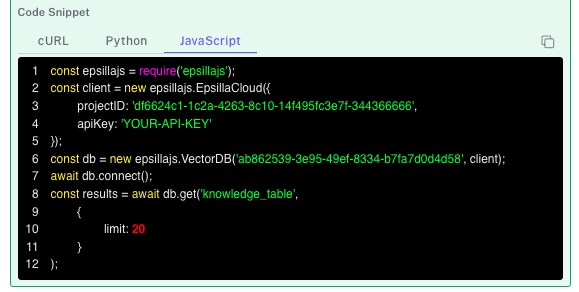 Code Snippet
cURL Python JavaScript
1 const epsillajs = require('epsillajs');
2 const client = new epsillajs.EpsillaCloud({
3 projectID: 'df6624c1-1c2a-4263-8c10-14f495fc3e7f-344366666',
4 apiKey: 'YOUR-API-KEY'
5 });
6 const db = new epsillajs.VectorDB('ab862539-3e95-49ef-8334-b7fa7d0d4d58', client);
7 await db.connect();
8 const results = await db.get('knowledge_table',
9 {
10 limit: 20
11 }
12 );